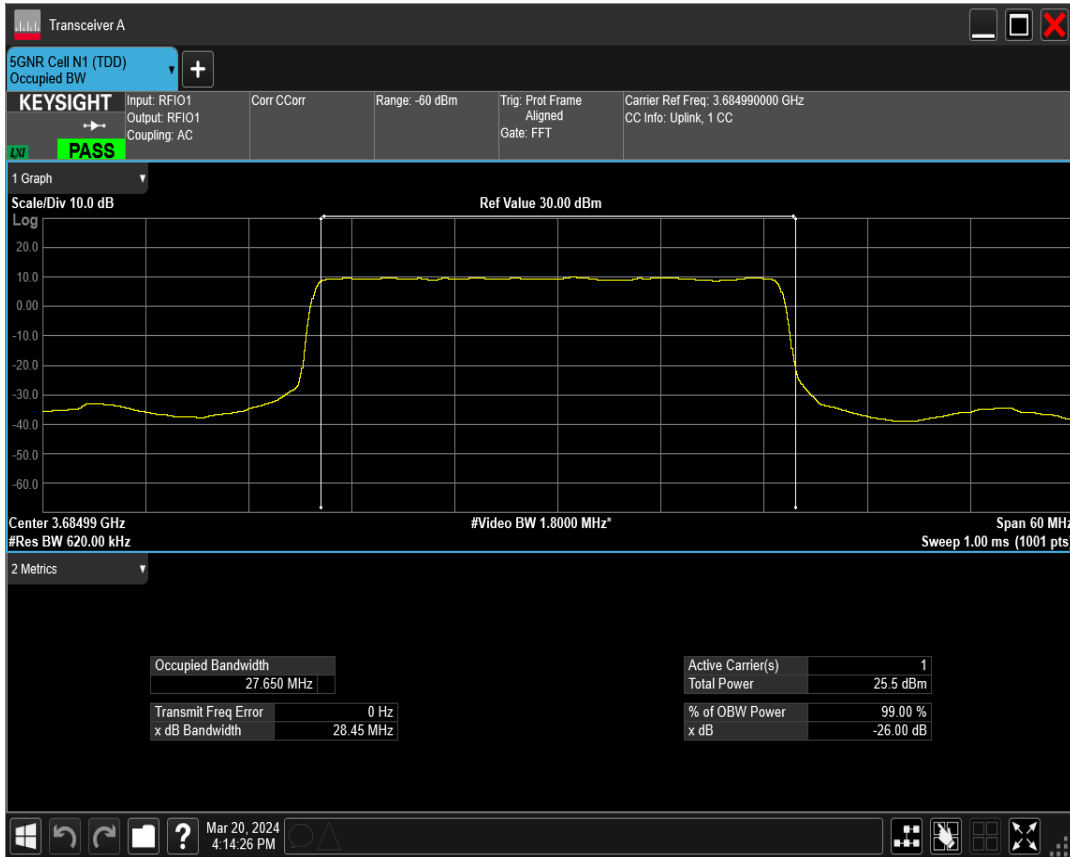 Transceiver A
5GNR Cell N1 (TDD)
Occupied BW
KEYSIGHT
LXI
PASS
Input: RFIO1
Output: RFIO1
Coupling: AC
Corr CCorr
Range: -60 dBm
Trig: Prot Frame
Aligned
Gate: FFT
Carrier Ref Freq: 3.684990000 GHz
CC Info: Uplink, 1 CC
1 Graph
Scale/Div 10.0 dB
Ref Value 30.00 dBm
Log
20.0
10.0
0.00
-10.0
-20.0
-30.0
-40.0
-50.0
-60.0
Center 3.68499 GHz
#Video BW 1.8000 MHz*
Span 60 MHz
#Res BW 620.00 kHz
Sweep 1.00 ms (1001 pts)
2 Metrics
Occupied Bandwidth
27.650 MHz
Transmit Freq Error 0 Hz
x dB Bandwidth 28.45 MHz
Active Carrier(s) 1
Total Power 25.5 dBm
% of OBW Power 99.00 %
x dB -26.00 dB
Mar 20, 2024
4:14:26 PM